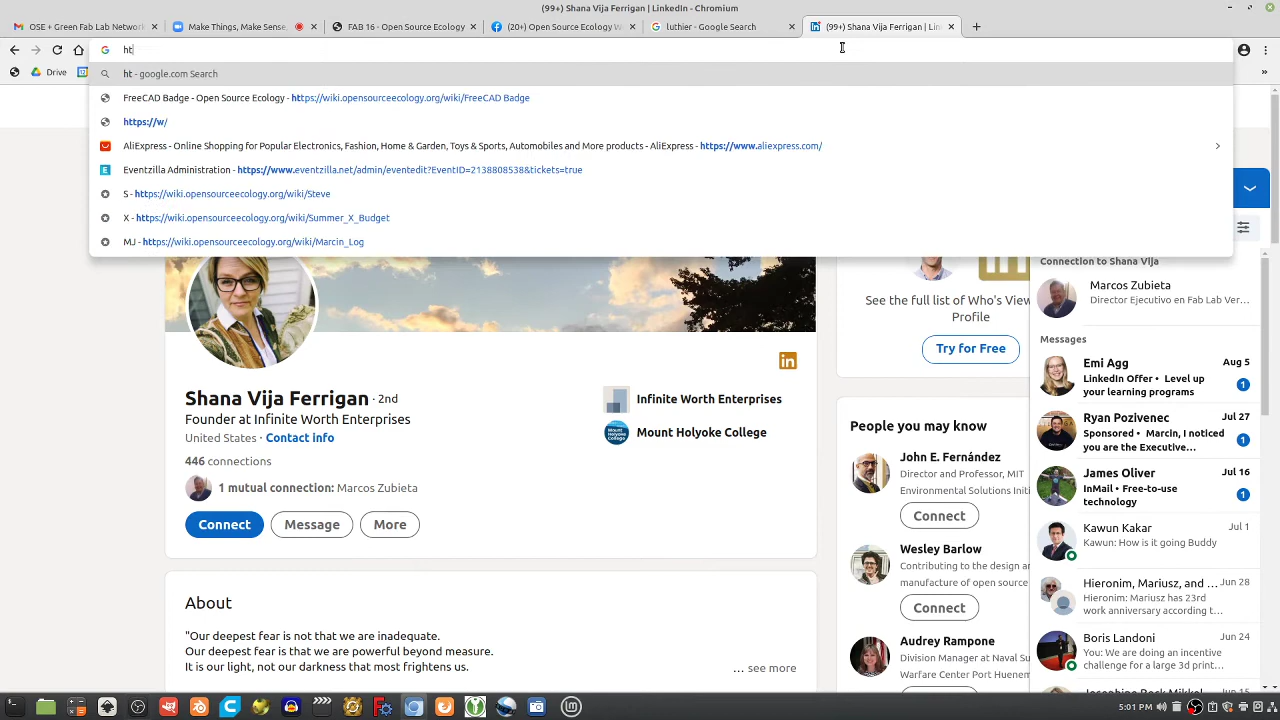 (99+) Shana Vija Ferrigan | LinkedIn - Chromium
OSE + Green Fab Lab Network
Make Things, Make Sense,
FAB 16 - Open Source Ecology
(20+) Open Source Ecology W
luthier - Google Search
(99+) Shana Vija Ferrigan | Lin
ht
Drive
ht - google.com Search
FreeCAD Badge - Open Source Ecology - https://wiki.opensourceecology.org/wiki/FreeCAD Badge
https://w/
AliExpress - Online Shopping for Popular Electronics, Fashion, Home & Garden, Toys & Sports, Automobiles and More products - AliExpress - https://www.aliexpress.com/
Eventzilla Administration - https://www.eventzilla.net/admin/eventedit?EventID=2138808538&tickets=true
S - https://wiki.opensourceecology.org/wiki/Steve
X - https://wiki.opensourceecology.org/wiki/Summer_X_Budget
MJ - https://wiki.opensourceecology.org/wiki/Marcin_Log
Shana Vija Ferrigan · 2nd
Founder at Infinite Worth Enterprises
United States · Contact info
446 connections
1 mutual connection: Marcos Zubieta
Connect
Message
More
Infinite Worth Enterprises
Mount Holyoke College
About
"Our deepest fear is not that we are inadequate.
Our deepest fear is that we are powerful beyond measure.
It is our light, not our darkness that most frightens us.
... see more
See the full list of Who's View
Profile
Try for Free
People you may know
John E. Fernández
Director and Professor, MIT
Environmental Solutions Initi
Connect
Wesley Barlow
Contributing to the design an
manufacture of open source
Connect
Audrey Rampone
Division Manager at Naval Su
Warfare Center Port Huenem
Connection to Shana Vija
Marcos Zubieta
Director Ejecutivo en Fab Lab Ver...
Messages
Emi Agg
Aug 5
LinkedIn Offer • Level up
your learning programs
1
Ryan Pozivenec
Jul 27
Sponsored • Marcin, I noticed
you are the Executive...
1
James Oliver
Jul 16
InMail • Free-to-use
technology
1
Kawun Kakar
Jul 1
Kawun: How is it going Buddy
Hieronim, Mariusz, and ...
Jun 28
Hieronim: Mariusz has 23rd
work anniversary according t...
Boris Landoni
Jun 24
You: We are doing an incentive
challenge for a large 3d print...
5:01 PM